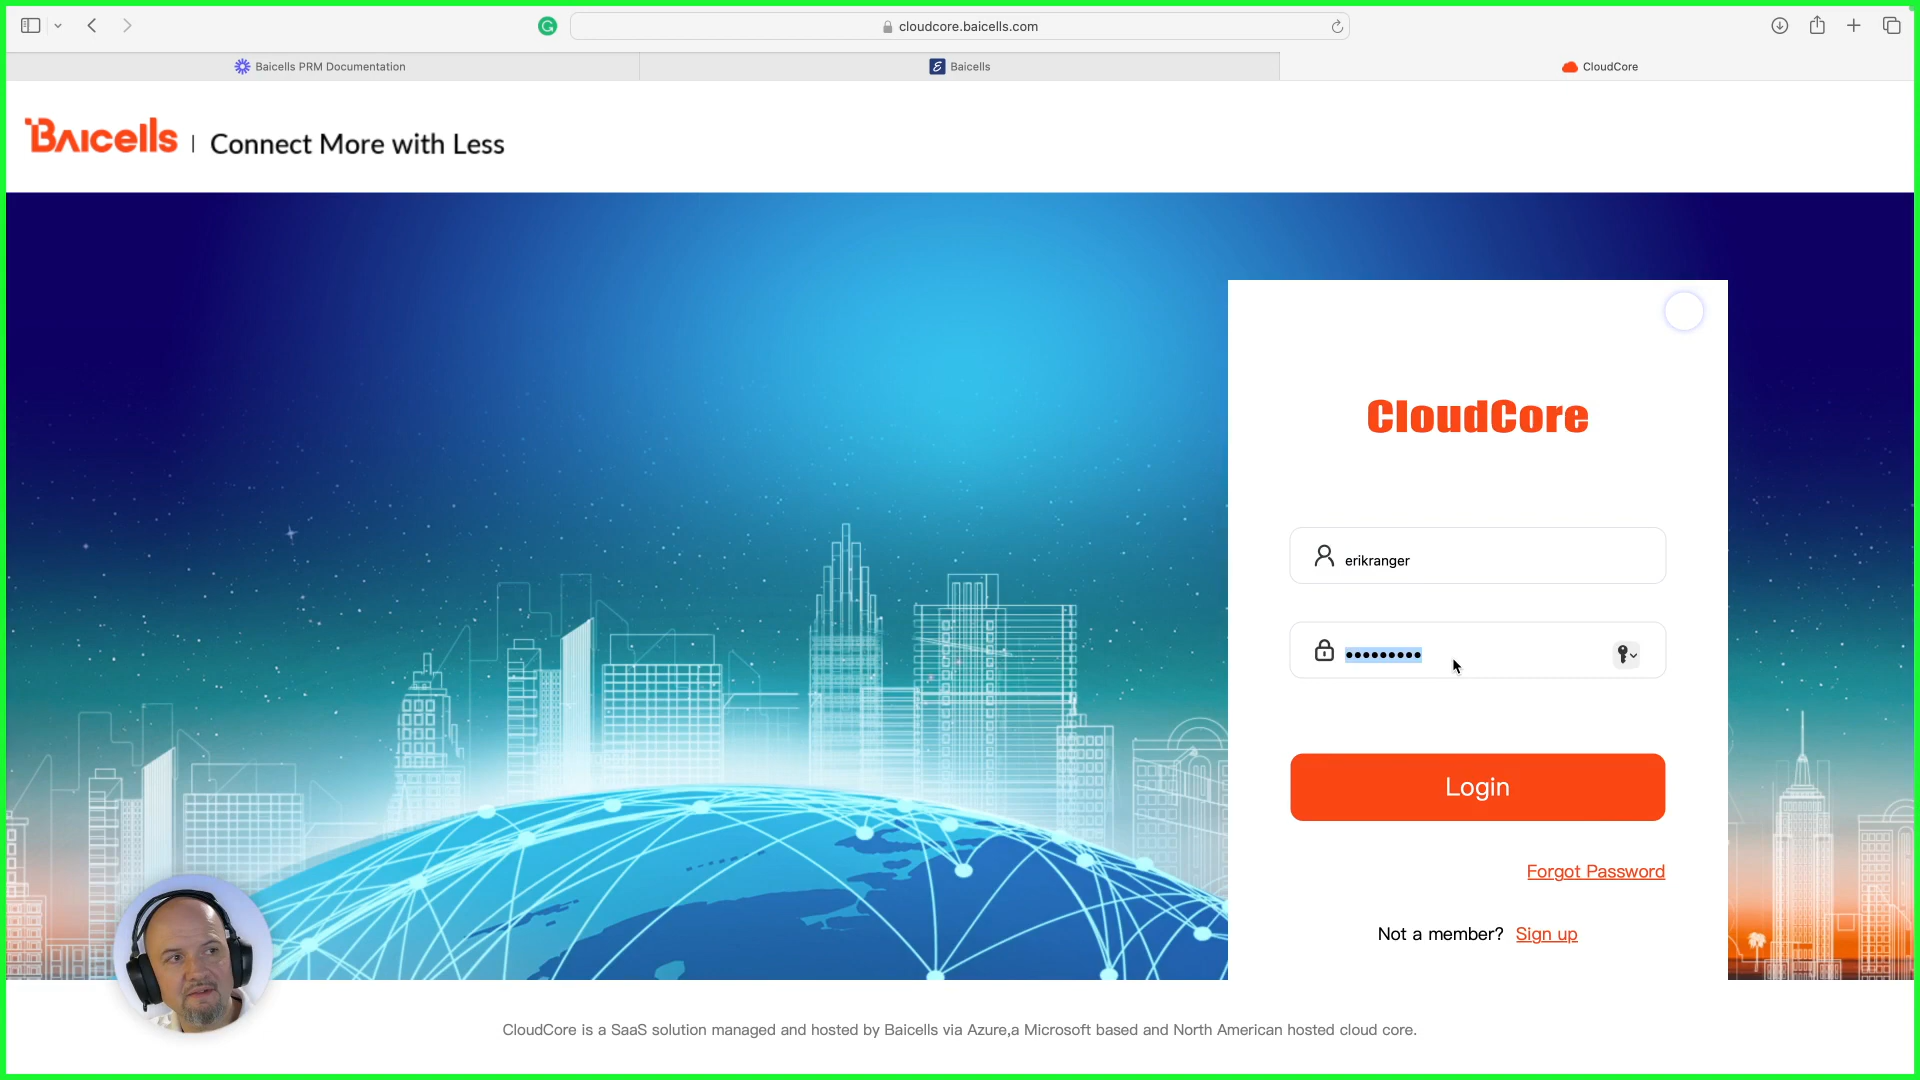 cloudcore.baicells.com
Baicells PRM Documentation
Baicells
CloudCore
Baicells | Connect More with Less
CloudCore
erikranger
Login
Forgot Password
Not a member? Sign up
CloudCore is a SaaS solution managed and hosted by Baicells via Azure,a Microsoft based and North American hosted cloud core.